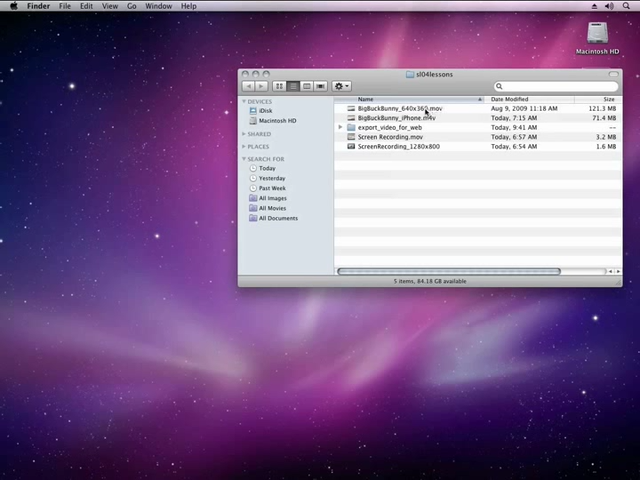 Finder File Edit View Go Window Help
Macintosh HD
sl04lessons
Name Date Modified Size
DEVICES
iDisk
Macintosh HD
SHARED
PLACES
SEARCH FOR
Today
Yesterday
Past Week
All Images
All Movies
All Documents
BigBuckBunny_640x360.mov Aug 9, 2009 11:18 AM 121.3 MB
BigBuckBunny_iPhone.m4v Today, 7:15 AM 71.4 MB
export_video_for_web Today, 9:41 AM --
Screen Recording.mov Today, 6:57 AM 3.2 MB
ScreenRecording_1280x800 Today, 6:54 AM 1.6 MB
5 items, 84.18 GB available